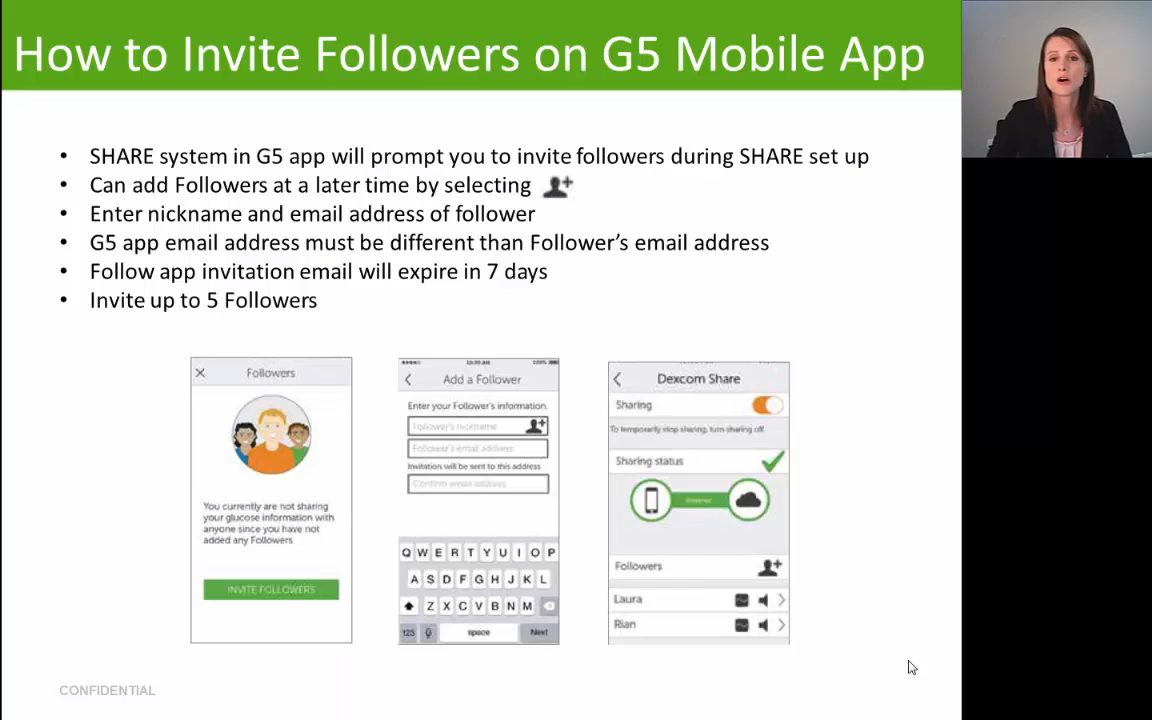 How to Invite Followers on G5 Mobile App
• SHARE system in G5 app will prompt you to invite followers during SHARE set up
• Can add Followers at a later time by selecting
• Enter nickname and email address of follower
• G5 app email address must be different than Follower's email address
• Follow app invitation email will expire in 7 days
• Invite up to 5 Followers
Followers
You currently are not sharing
your glucose information with
anyone since you have not
added any Followers.
INVITE FOLLOWERS
100%
Add a Follower
Enter your Follower's information.
Follower's nickname
Follower's email address
Invitation will be sent to this address
Confirm email address
Q W E R T Y U I O P
A S D F G H J K L
Z X C V B N M
123 space Next
Dexcom Share
Sharing
To temporarily stop sharing, turn sharing off.
Sharing status
Followers
Laura
Rian
CONFIDENTIAL